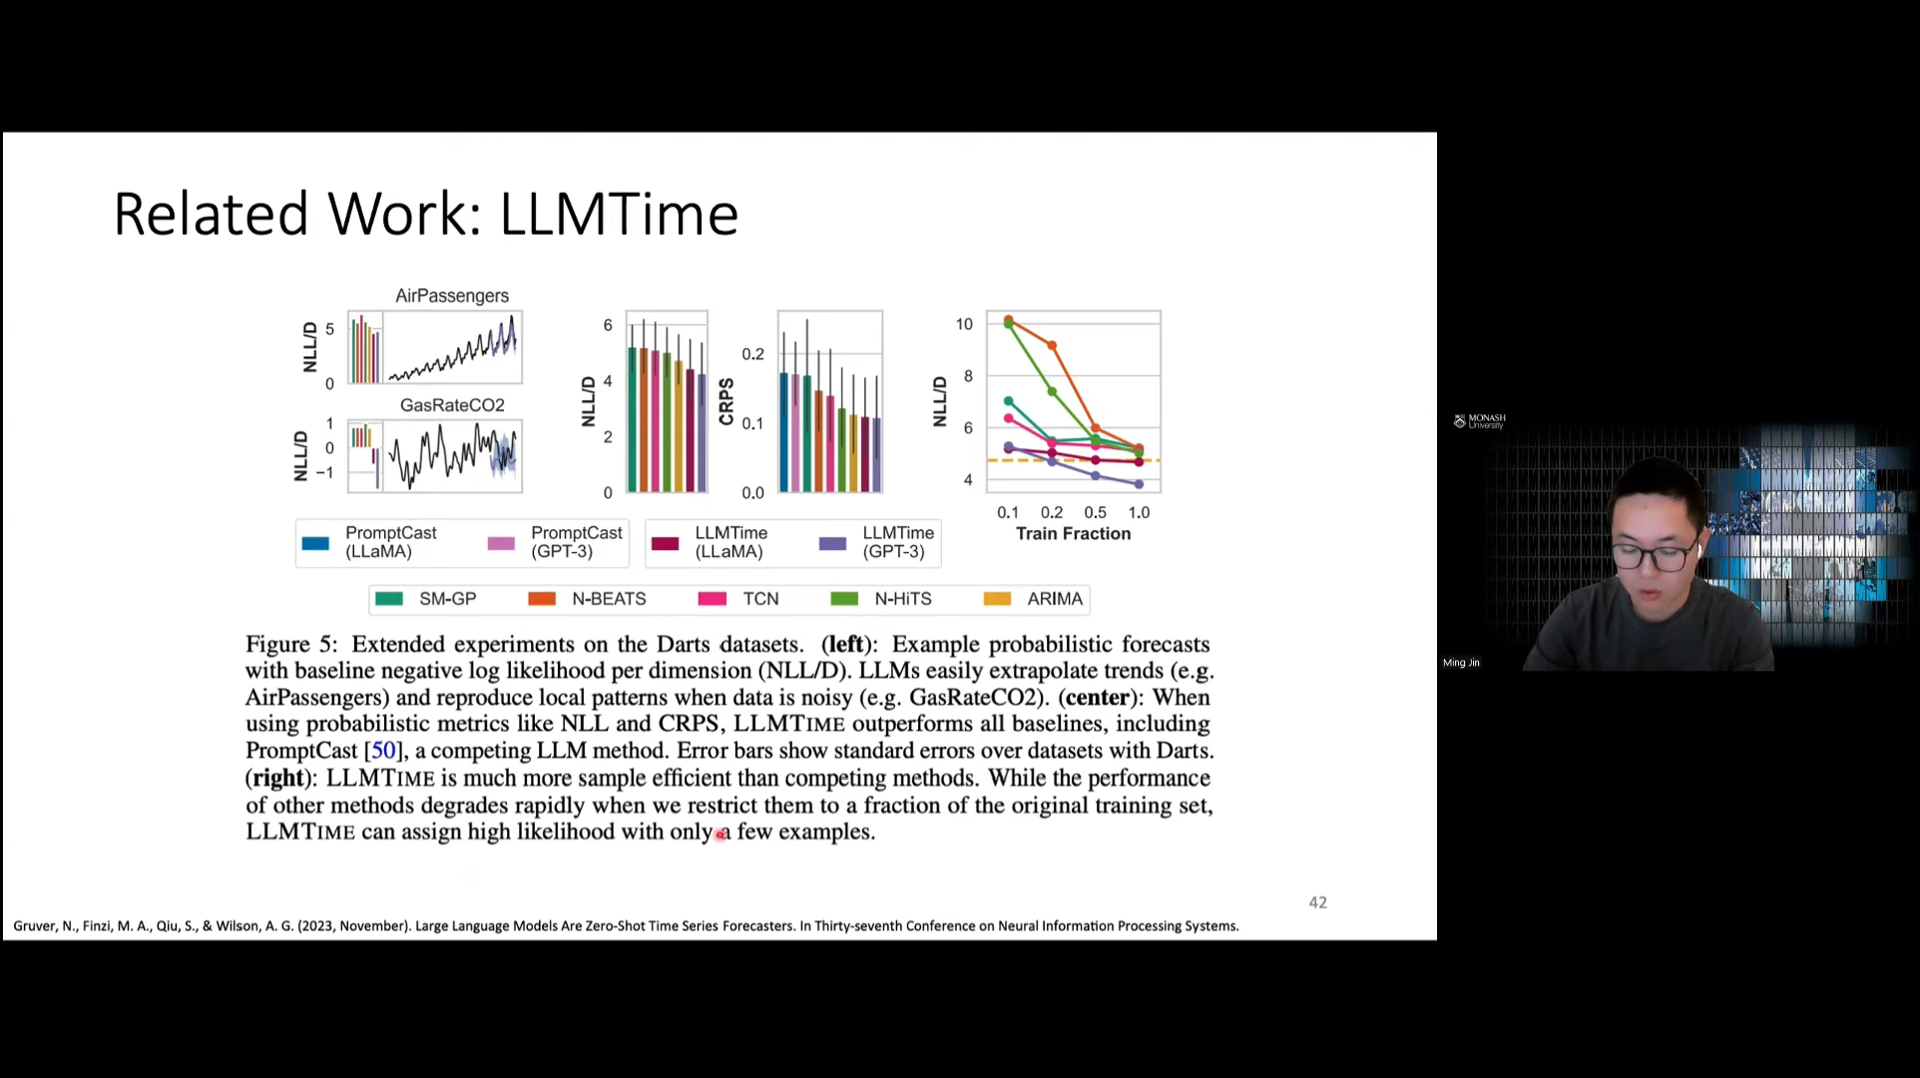 Related Work: LLMTime
AirPassengers
NLL/D
5
0
GasRateCO2
NLL/D
1
0
−1
NLL/D
6
4
2
0
CRPS
0.2
0.1
0.0
NLL/D
10
8
6
4
0.1 0.2 0.5 1.0
Train Fraction
PromptCast
(LLaMA)
PromptCast
(GPT-3)
LLMTime
(LLaMA)
LLMTime
(GPT-3)
SM-GP N-BEATS TCN N-HiTS ARIMA
Figure 5: Extended experiments on the Darts datasets. (left): Example probabilistic forecasts
with baseline negative log likelihood per dimension (NLL/D). LLMs easily extrapolate trends (e.g.
AirPassengers) and reproduce local patterns when data is noisy (e.g. GasRateCO2). (center): When
using probabilistic metrics like NLL and CRPS, LLMTIME outperforms all baselines, including
PromptCast [50], a competing LLM method. Error bars show standard errors over datasets with Darts.
(right): LLMTIME is much more sample efficient than competing methods. While the performance
of other methods degrades rapidly when we restrict them to a fraction of the original training set,
LLMTIME can assign high likelihood with only a few examples.
42
Gruver, N., Finzi, M. A., Qiu, S., & Wilson, A. G. (2023, November). Large Language Models Are Zero-Shot Time Series Forecasters. In Thirty-seventh Conference on Neural Information Processing Systems.
MONASH
University
Ming Jin